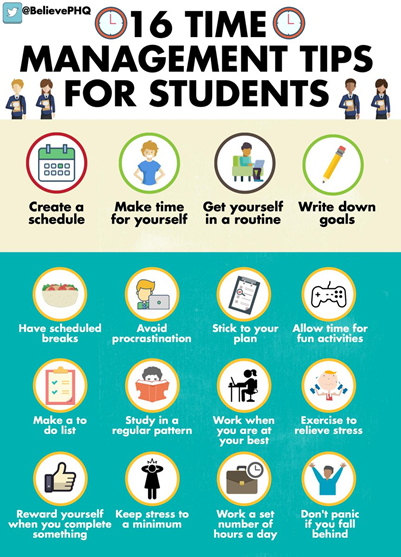 @BelievePHQ
16 TIME
MANAGEMENT TIPS
FOR STUDENTS
Create a
schedule
Make time
for yourself
Get yourself
in a routine
Write down
goals
Have scheduled
breaks
Avoid
procrastination
Stick to your
plan
Allow time for
fun activities
Make a to
do list
Study in a
regular pattern
Work when
you are at
your best
Exercise to
relieve stress
Reward yourself
when you complete
something
Keep stress to
a minimum
Work a set
number of
hours a day
Don't panic
if you fall
behind